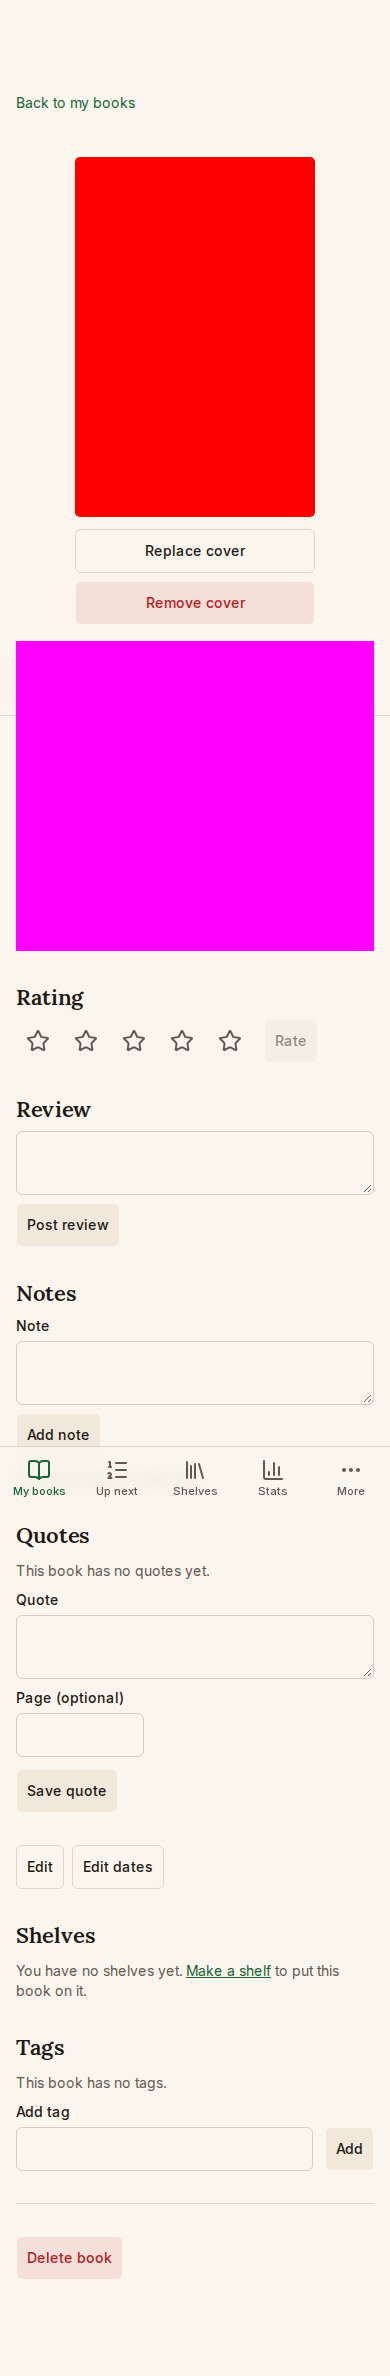 Back to my books
Replace cover
Remove cover
Rating
Rate
Review
Post review
Notes
Note
Add note
My books
Up next
Shelves
Stats
More
Quotes
This book has no quotes yet.
Quote
Page (optional)
Save quote
Edit
Edit dates
Shelves
You have no shelves yet. Make a shelf to put this
book on it.
Tags
This book has no tags.
Add tag
Add
Delete book